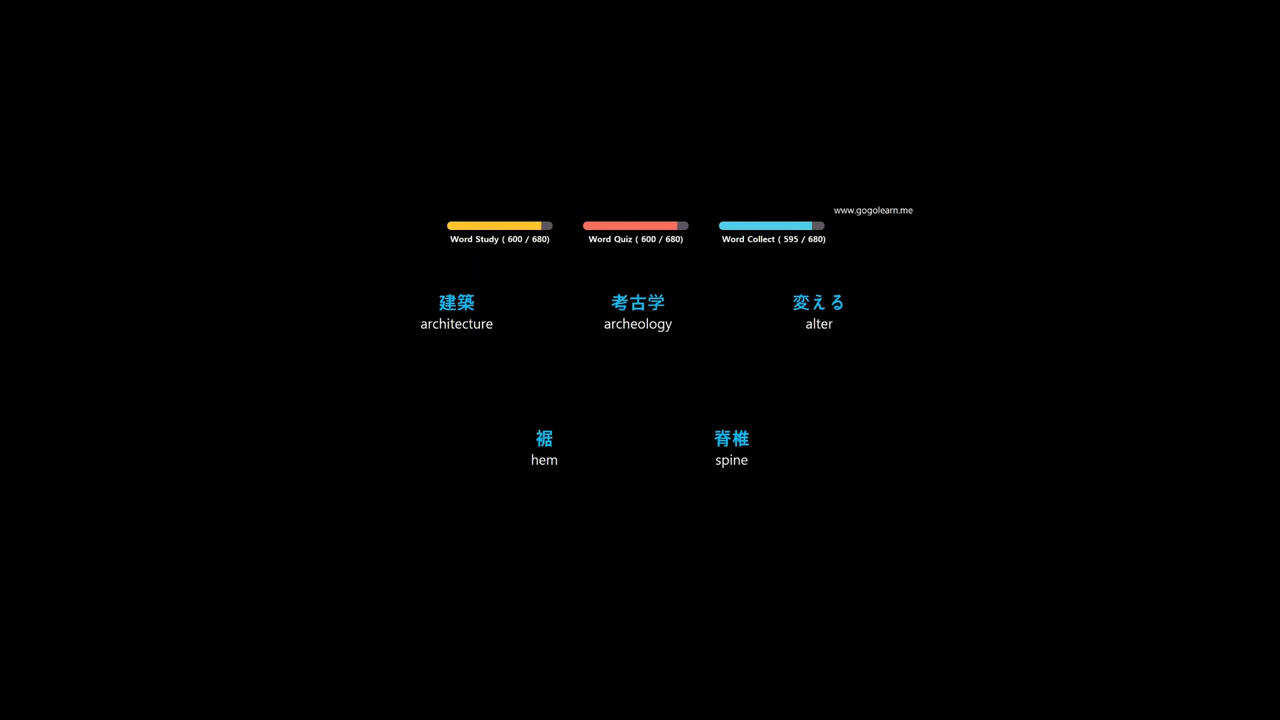 www.gogolearn.me
Word Study ( 600 / 680)
Word Quiz ( 600 / 680)
Word Collect ( 595 / 680)
建築
architecture
考古学
archeology
変える
alter
裾
hem
脊椎
spine